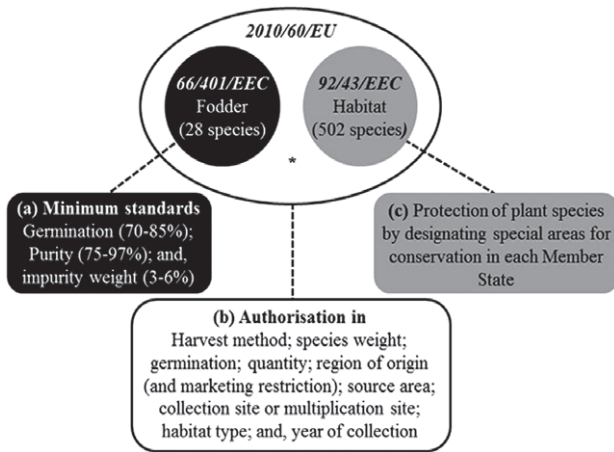 2010/60/EU
66/401/EEC
Fodder
(28 species)
92/43/EEC
Habitat
(502 species)
*
(a) Minimum standards
Germination (70-85%);
Purity (75-97%); and,
impurity weight (3-6%)
(c) Protection of plant species
by designating special areas for
conservation in each Member
State
(b) Authorisation in
Harvest method; species weight;
germination; quantity; region of origin
(and marketing restriction); source area;
collection site or multiplication site;
habitat type; and, year of collection